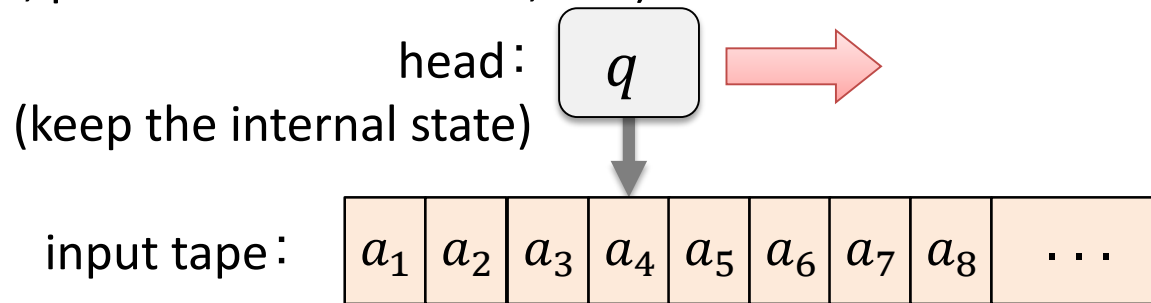 head： q
(keep the internal state)
input tape： a₁ a₂ a₃ a₄ a₅ a₆ a₇ a₈ ···